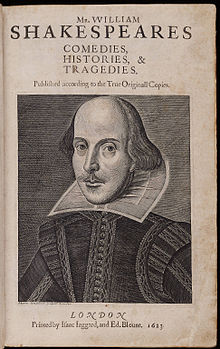 Mr. WILLIAM
SHAKESPEARES
COMEDIES,
HISTORIES, &
TRAGEDIES.
Published according to the True Originall Copies.
LONDON
Printed by Isaac Iaggard, and Ed. Blount. 1623.